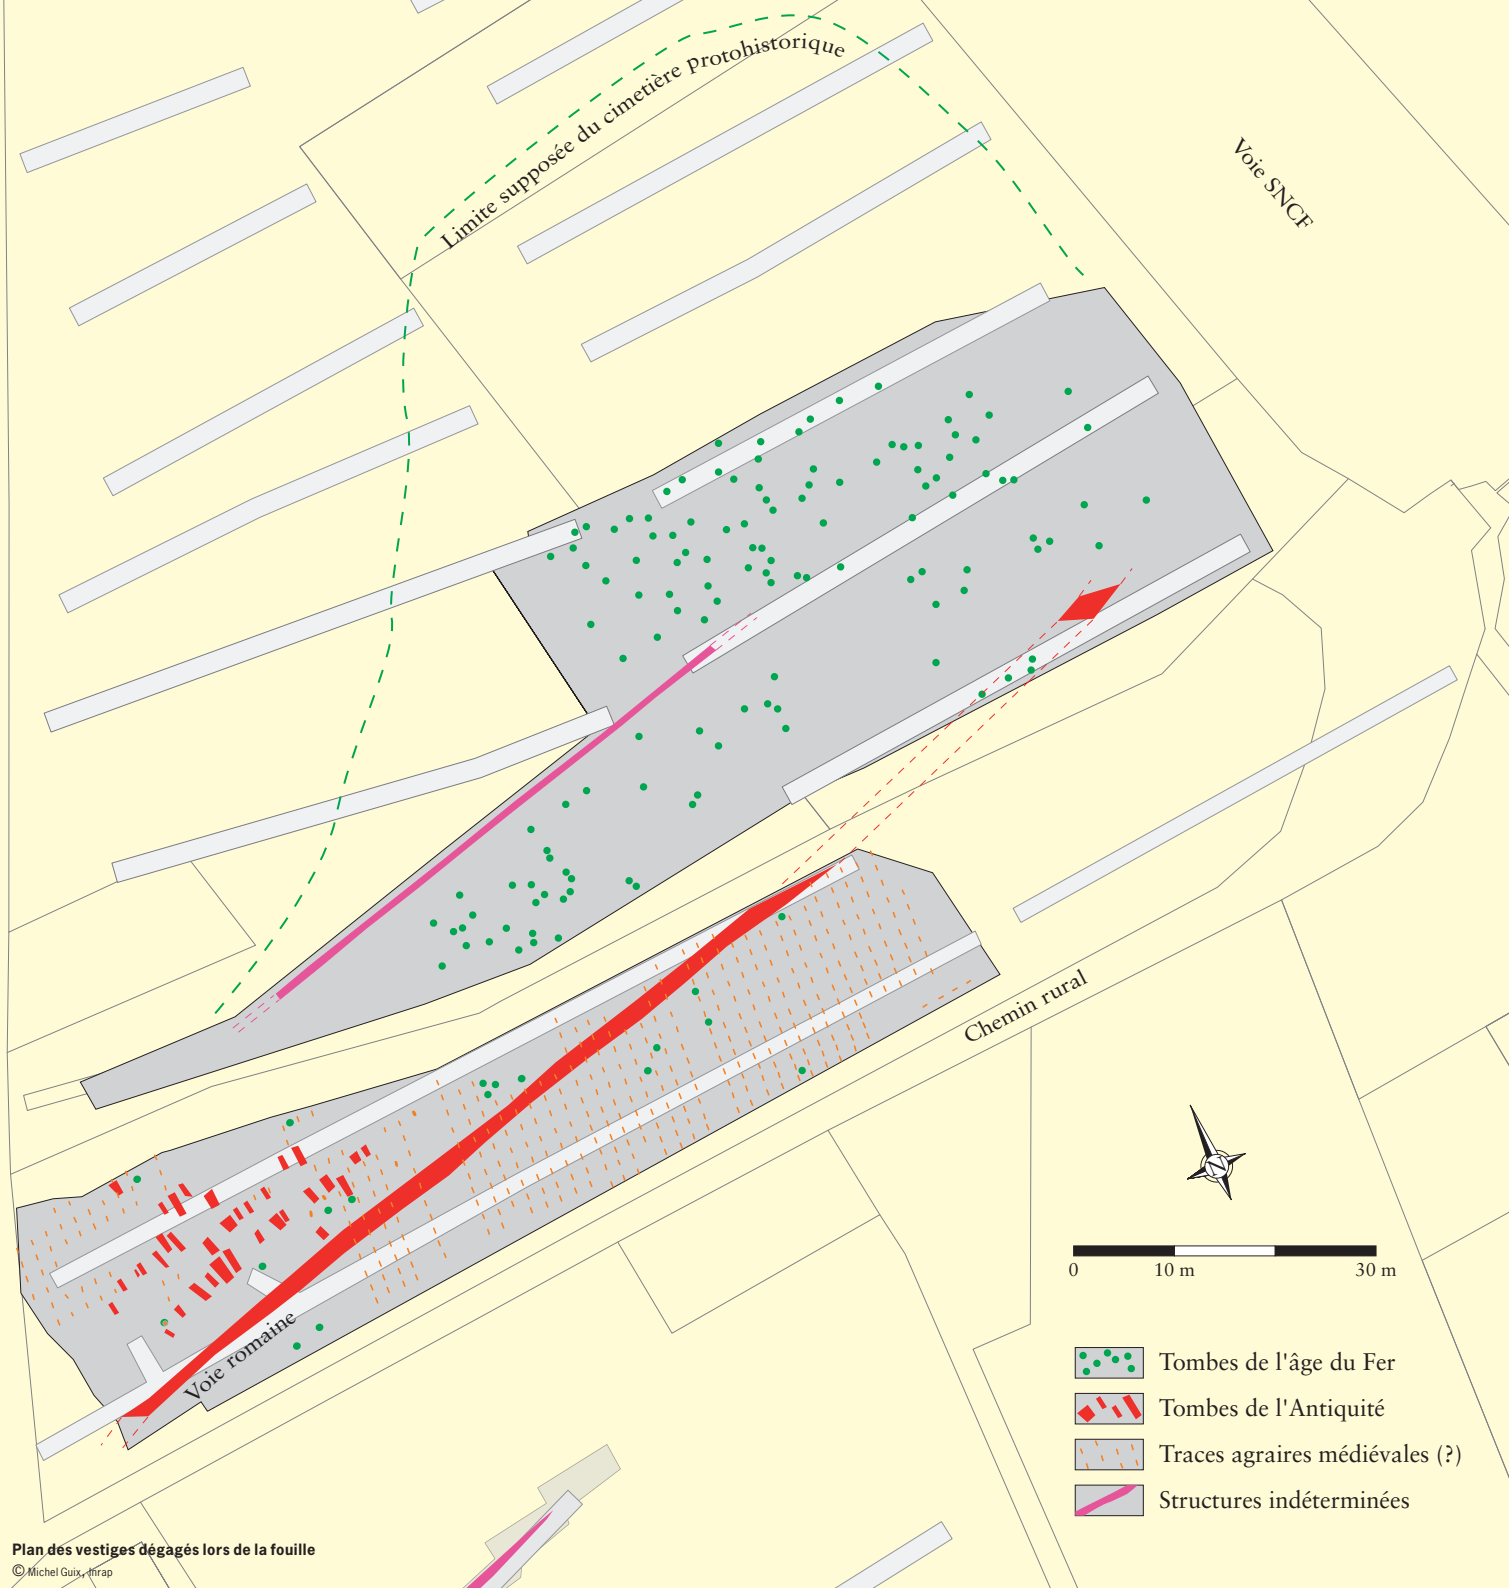 Limite supposée du cimetière protohistorique
Voie SNCF
Chemin rural
Voie romaine
N
0 10 m 30 m
Tombes de l'âge du Fer
Tombes de l'Antiquité
Traces agraires médiévales (?)
Structures indéterminées
Plan des vestiges dégagés lors de la fouille
© Michel Guix, Inrap